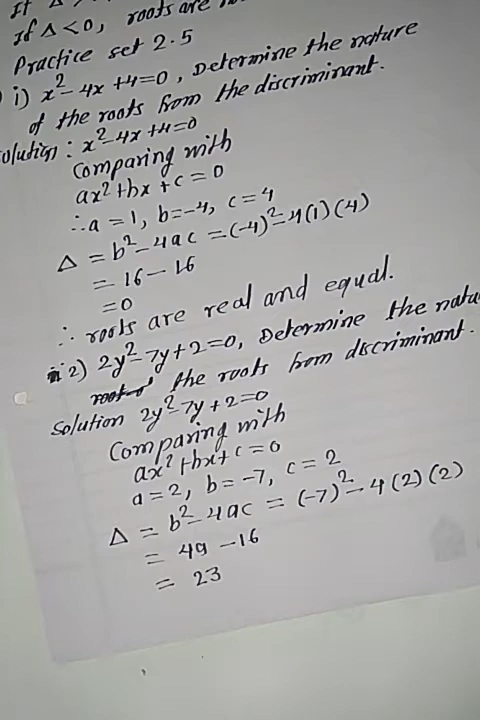 If Δ
If Δ < 0, roots are
Practice set 2.5
i) x² - 4x + 4 = 0, Determine the nature
of the roots from the discriminant.
Solution : x² - 4x + 4 = 0
Comparing with
ax² + bx + c = 0
∴ a = 1, b = -4, c = 4
Δ = b² - 4ac = (-4)² - 4(1)(4)
= 16 - 16
= 0
∴ roots are real and equal.
2) 2y² - 7y + 2 = 0, Determine the natu
the roots from dscriminant.
Solution 2y² - 7y + 2 = 0
Comparing with
ax² + bx + c = 0
a = 2, b = -7, c = 2
Δ = b² - 4ac = (-7)² - 4(2)(2)
= 49 - 16
= 23